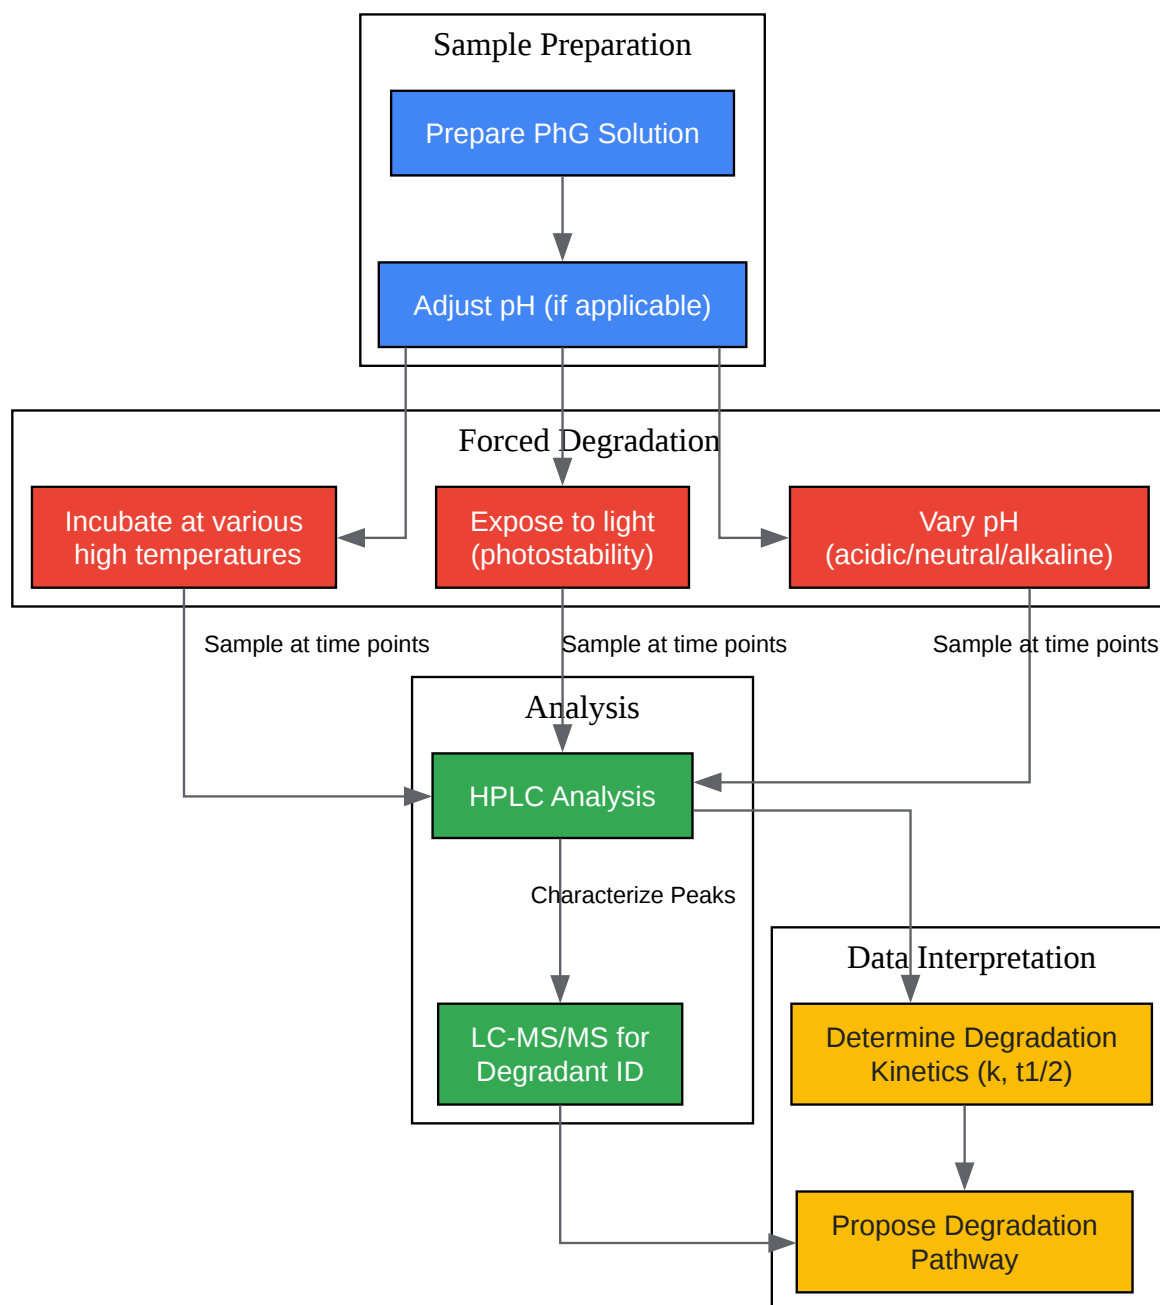 Sample Preparation
Prepare PhG Solution
Adjust pH (if applicable)
Forced Degradation
Incubate at various
high temperatures
Expose to light
(photostability)
Vary pH
(acidic/neutral/alkaline)
Sample at time points
Sample at time points
Sample at time points
Analysis
HPLC Analysis
Characterize Peaks
LC-MS/MS for
Degradant ID
Data Interpretation
Determine Degradation
Kinetics (k, t1/2)
Propose Degradation
Pathway